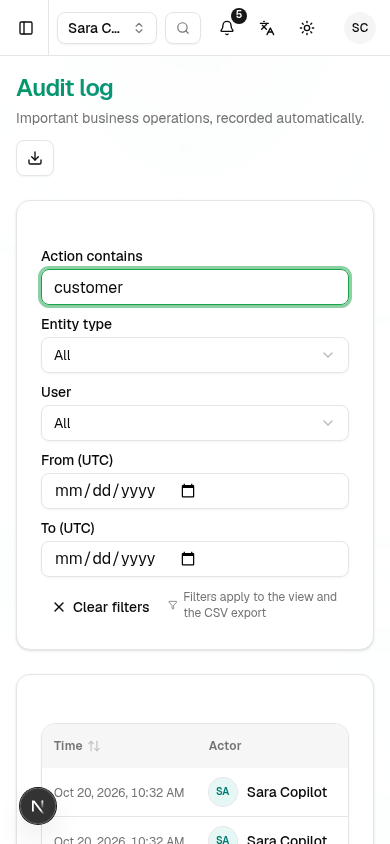 Sara C...
5
SC
Audit log
Important business operations, recorded automatically.
Action contains
customer
Entity type
All
User
All
From (UTC)
mm/dd/yyyy
To (UTC)
mm/dd/yyyy
Clear filters
Filters apply to the view and
the CSV export
Time
Actor
Oct 20, 2026, 10:32 AM
SA
Sara Copilot
N
Oct 20, 2026, 10:32 AM
SA
Sara Copilot